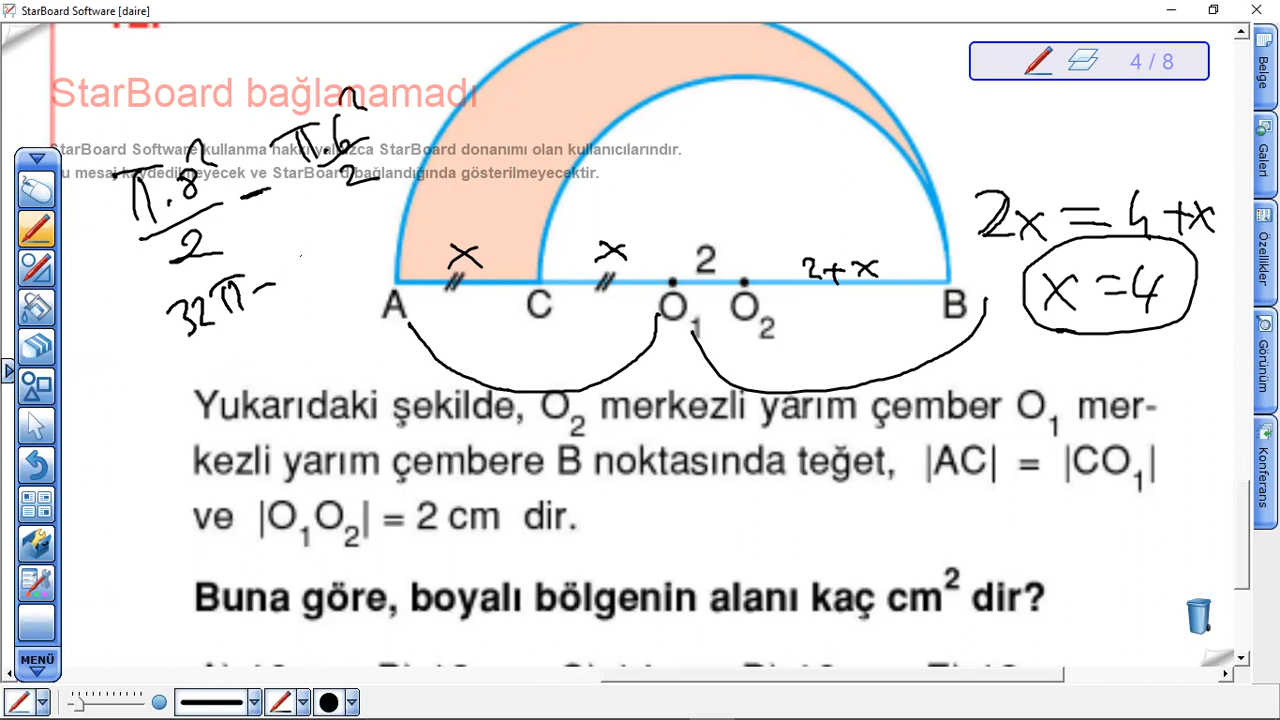 StarBoard Software [daire]
4 / 8
StarBoard bağlanamadı
StarBoard Software kullanma hakkı yalnızca StarBoard donanımı olan kullanıcılarındır.
mesaj kaydedilmeyecek ve StarBoard bağlandığında gösterilmeyecektir.
π.8² / 2 - π.6² / 2
32π -
x x 2 2+x
A C O₁ O₂ B
2x = 4+x
x = 4
Yukarıdaki şekilde, O₂ merkezli yarım çember O₁ mer-
kezli yarım çembere B noktasında teğet, |AC| = |CO₁|
ve |O₁O₂| = 2 cm dir.
Buna göre, boyalı bölgenin alanı kaç cm² dir?
MENÜ
Belge
Galeri
Özellikler
Görünüm
Konferans